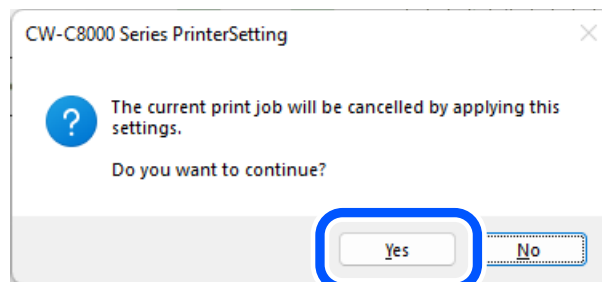 CW-C8000 Series PrinterSetting
The current print job will be cancelled by applying this
settings.
Do you want to continue?
Yes
No